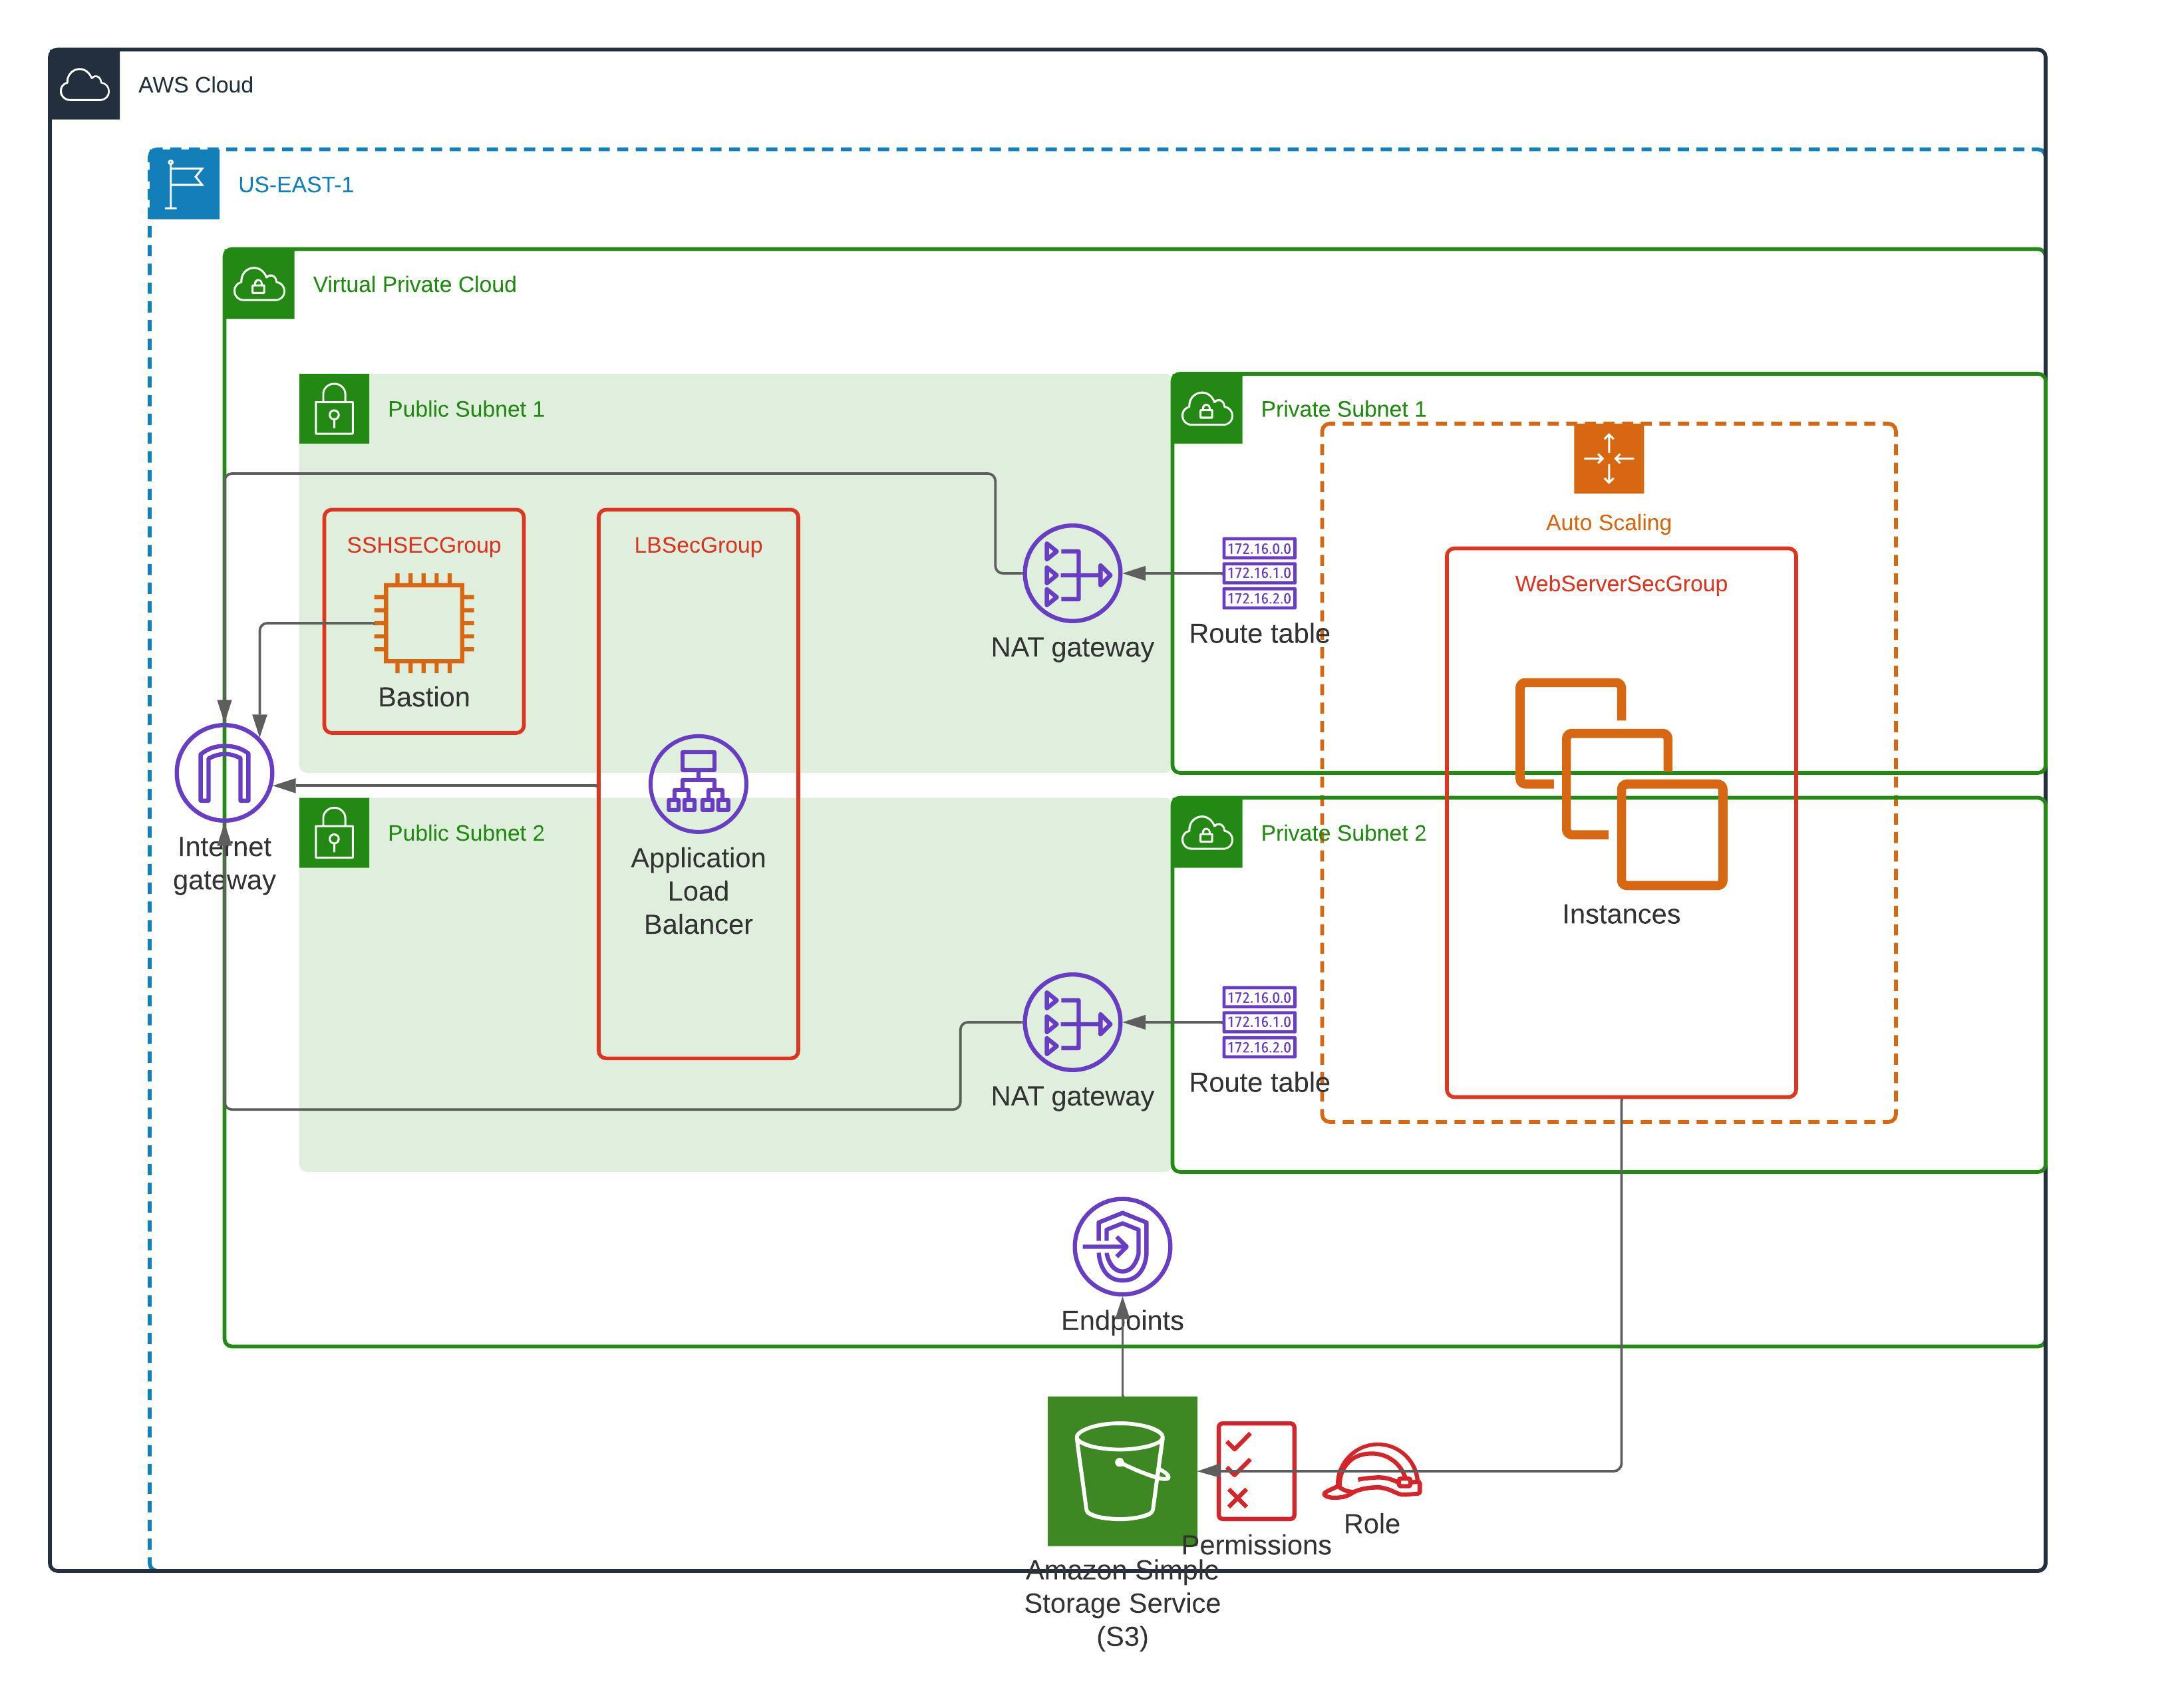 AWS Cloud
US-EAST-1
Virtual Private Cloud
Public Subnet 1
Private Subnet 1
Auto Scaling
SSHSECGroup
LBSecGroup
WebServerSecGroup
172.16.0.0
172.16.1.0
172.16.2.0
Route table
NAT gateway
Bastion
Internet
gateway
Public Subnet 2
Private Subnet 2
Application
Load
Balancer
Instances
172.16.0.0
172.16.1.0
172.16.2.0
Route table
NAT gateway
Endpoints
Role
Permissions
Amazon Simple
Storage Service
(S3)